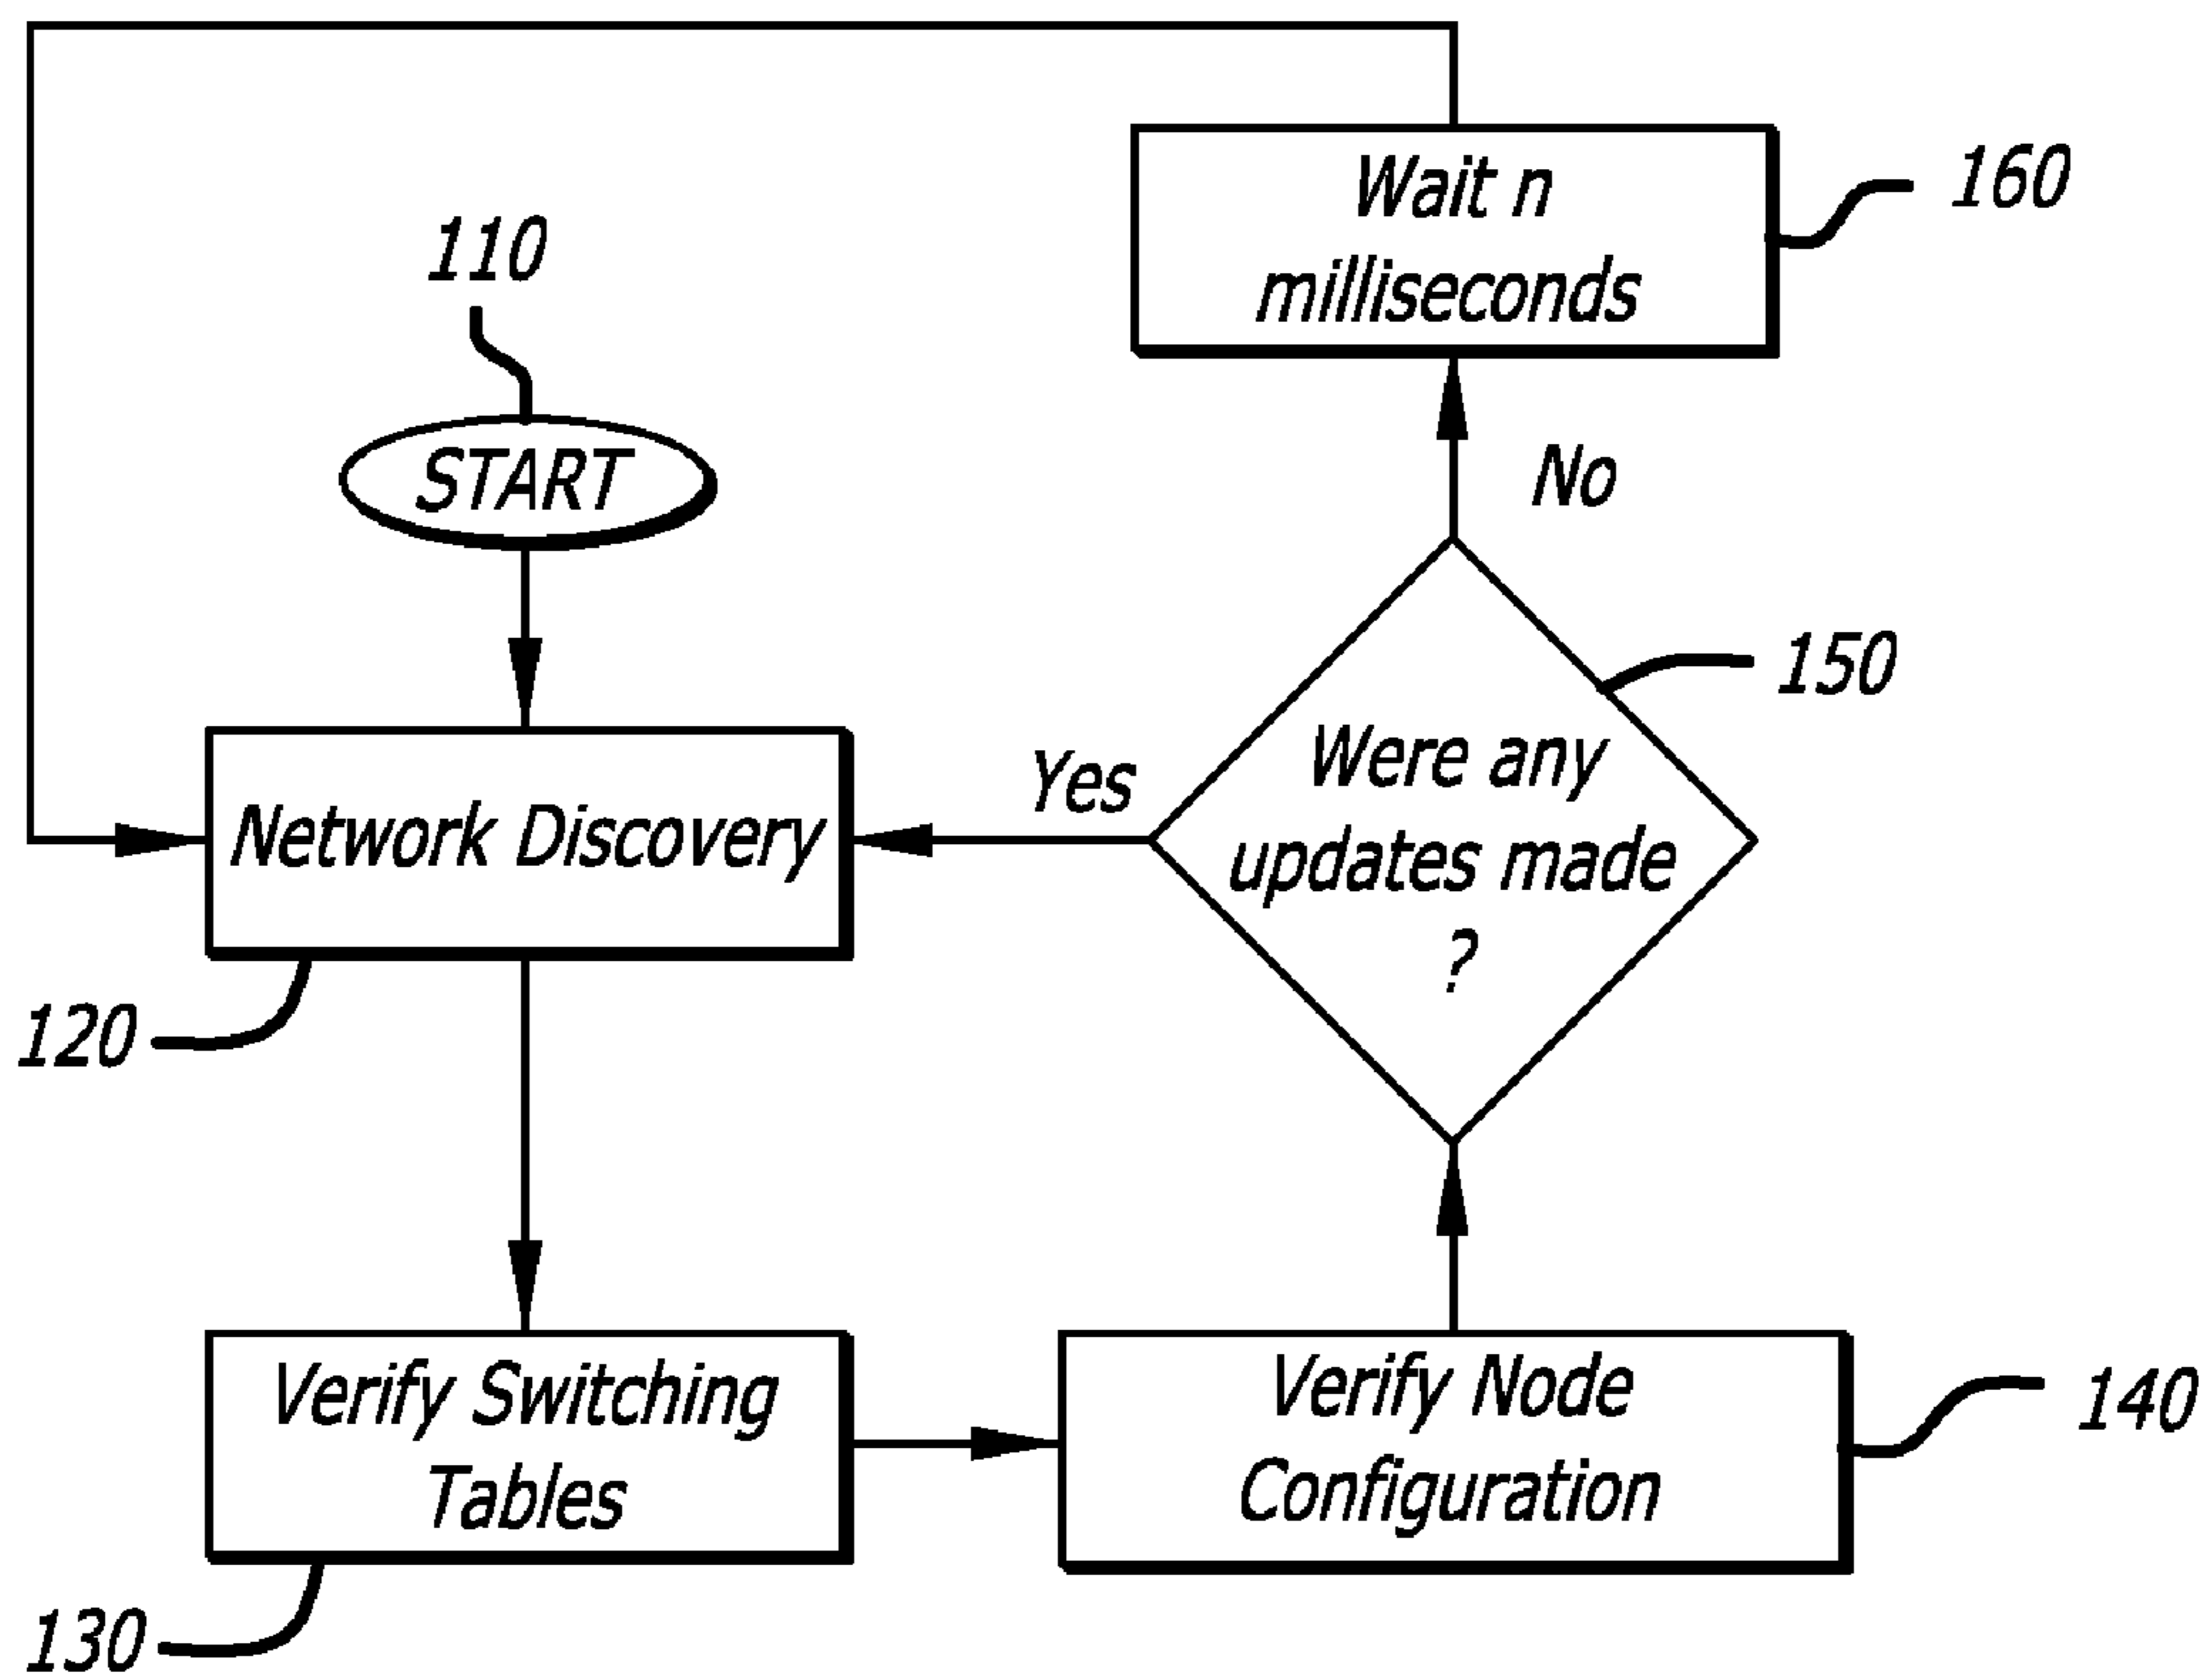 110
START
Network Discovery
120
Verify Switching
Tables
130
Verify Node
Configuration
140
Were any
updates made
?
150
Yes
No
Wait n
milliseconds
160